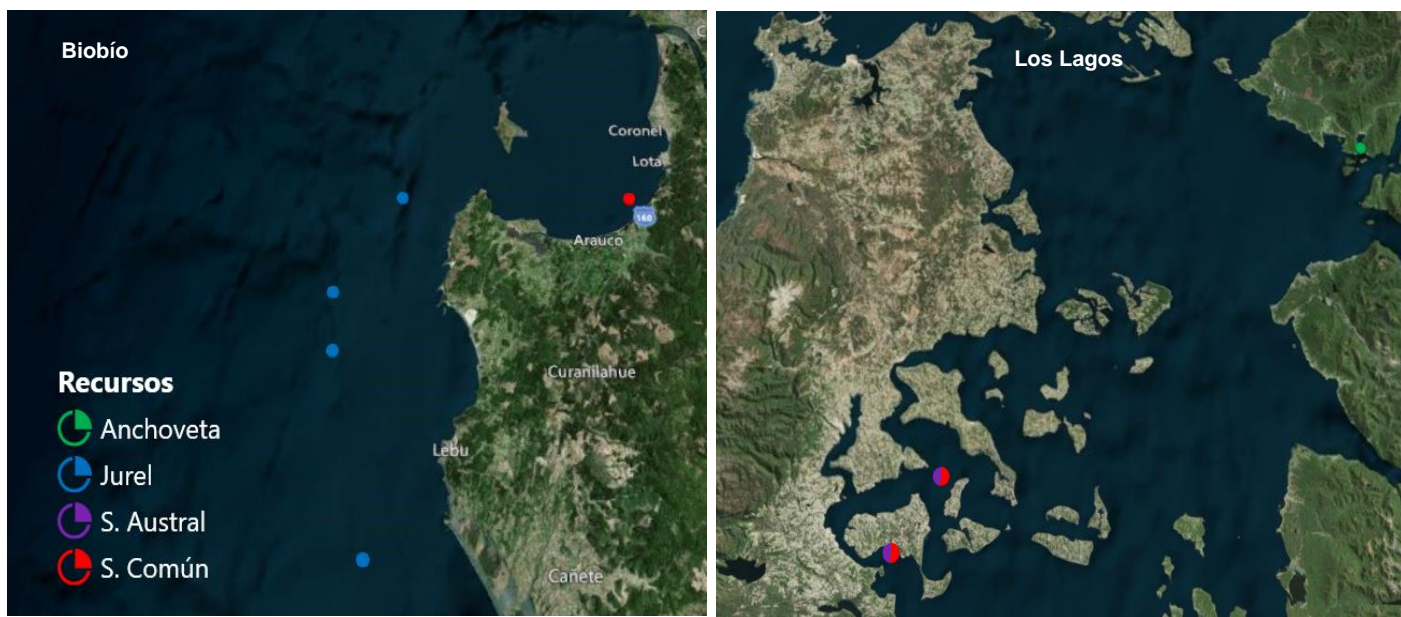 Biobío
Coronel
Lota
160
Arauco
Recursos
Curanilahue
Anchoveta
Lebu
Jurel
S. Austral
S. Común
Cañete
Los Lagos